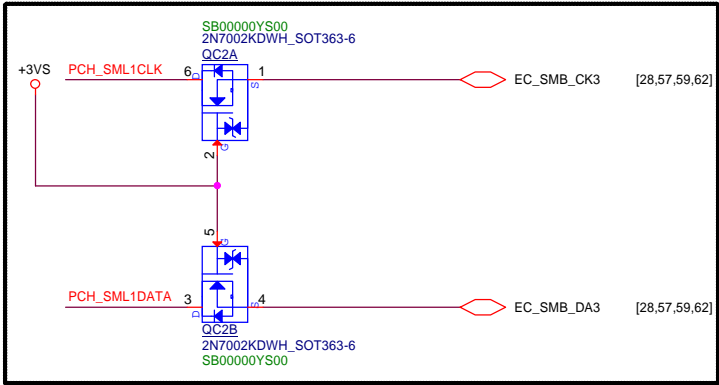 SB00000YS00
2N7002KDWH_SOT363-6
QC2A
+3VS
PCH_SML1CLK
6
D
S
1
EC_SMB_CK3
[28,57,59,62]
2
G
5
G
PCH_SML1DATA
3
D
S
4
EC_SMB_DA3
[28,57,59,62]
QC2B
2N7002KDWH_SOT363-6
SB00000YS00